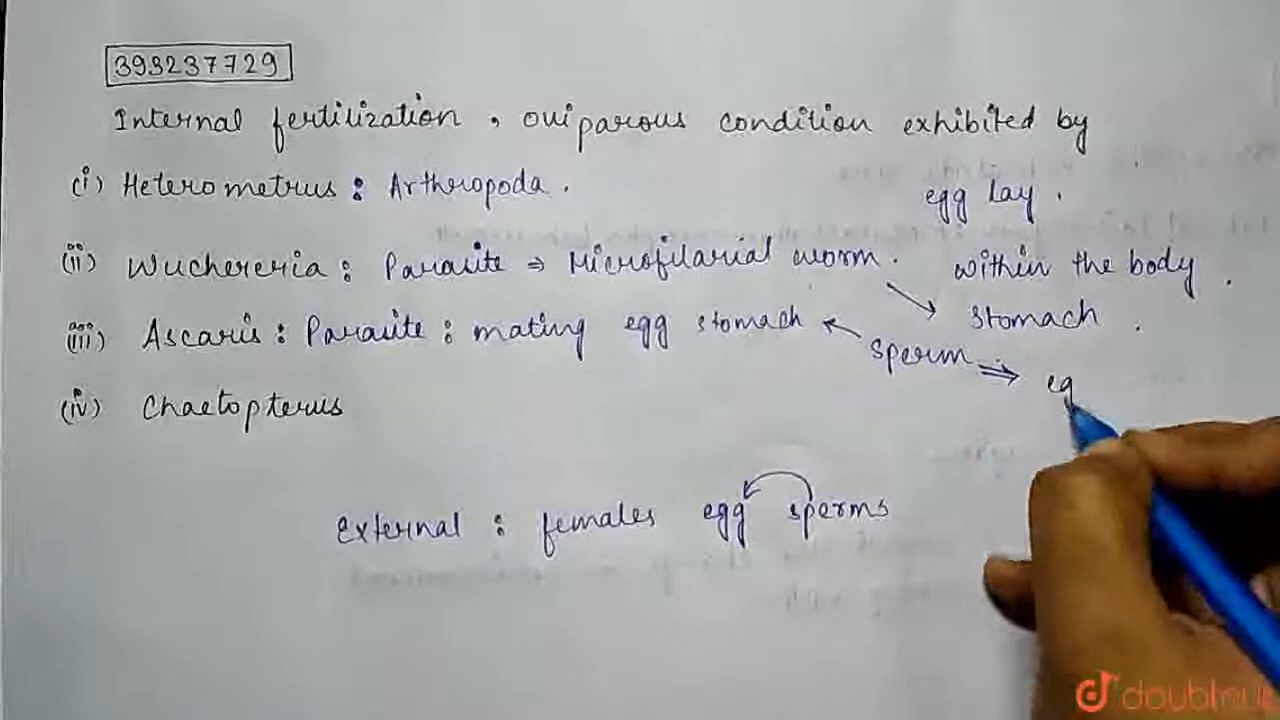 393237729
Internal fertilization, oviparous condition exhibited by
(i) Heterometrus : Arthropoda . egg lay .
(ii) Wuchereria : Parasite ⇒ Microfilarial worm . within the body .
stomach .
(iii) Ascaris : Parasite : mating egg stomach
sperm ⇒ eg
(iv) Chaetopterus
External : females egg sperms
doubtnut